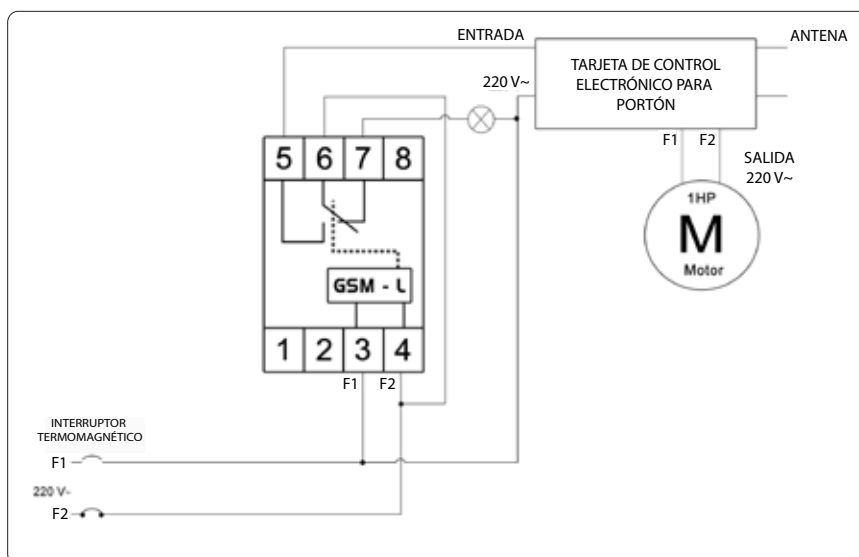 ENTRADA
ANTENA
TARJETA DE CONTROL
ELECTRÓNICO PARA
PORTÓN
220 V~
F1 F2
SALIDA
220 V~
1HP
M
Motor
5 6 7 8
GSM - L
1 2 3 4
F1 F2
INTERRUPTOR
TERMOMAGNÉTICO
F1
220 V~
F2